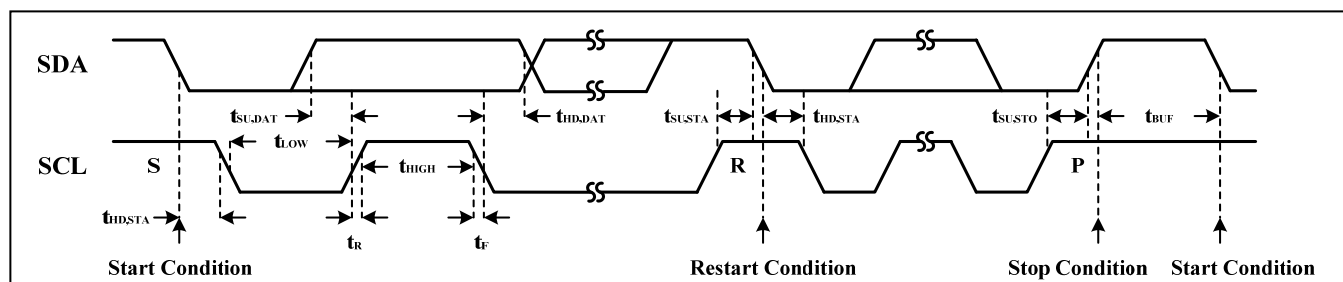 SDA
tSU,DAT
tHD,DAT
tSU,STA
tHD,STA
tSU,STO
tBUF
tLOW
SCL
S
tHIGH
R
P
tHD,STA
tR
tF
Start Condition
Restart Condition
Stop Condition
Start Condition